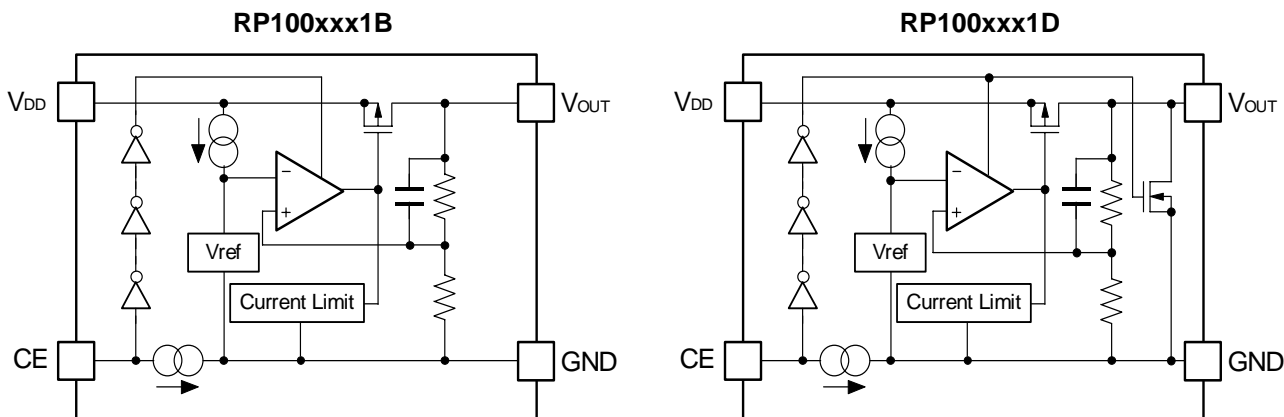 RP100xxx1B
VDD
VOUT
−
+
Vref
Current Limit
CE
GND
RP100xxx1D
VDD
VOUT
−
+
Vref
Current Limit
CE
GND